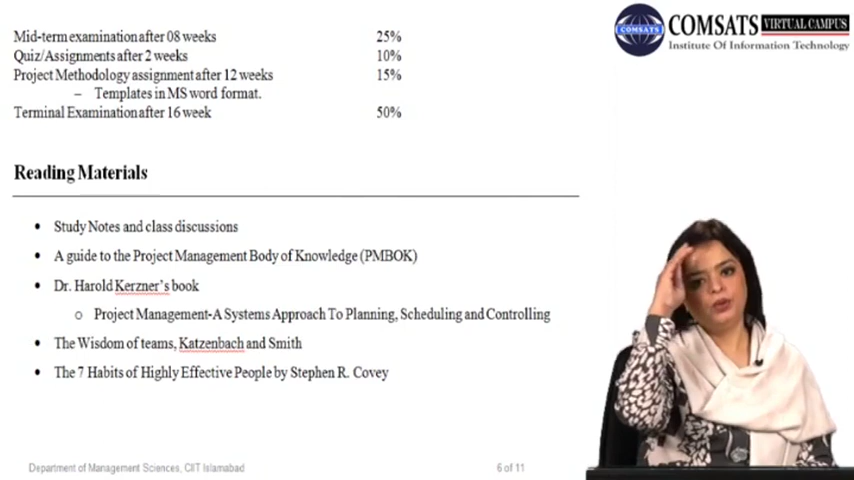 COMSATS VIRTUAL CAMPUS
COMSATS
Institute Of Information Technology
Mid-term examination after 08 weeks 25%
Quiz/Assignments after 2 weeks 10%
Project Methodology assignment after 12 weeks 15%
– Templates in MS word format.
Terminal Examination after 16 week 50%
Reading Materials
• Study Notes and class discussions
• A guide to the Project Management Body of Knowledge (PMBOK)
• Dr. Harold Kerzner's book
o Project Management-A Systems Approach To Planning, Scheduling and Controlling
• The Wisdom of teams, Katzenbach and Smith
• The 7 Habits of Highly Effective People by Stephen R. Covey
Department of Management Sciences, CIIT Islamabad 6 of 11